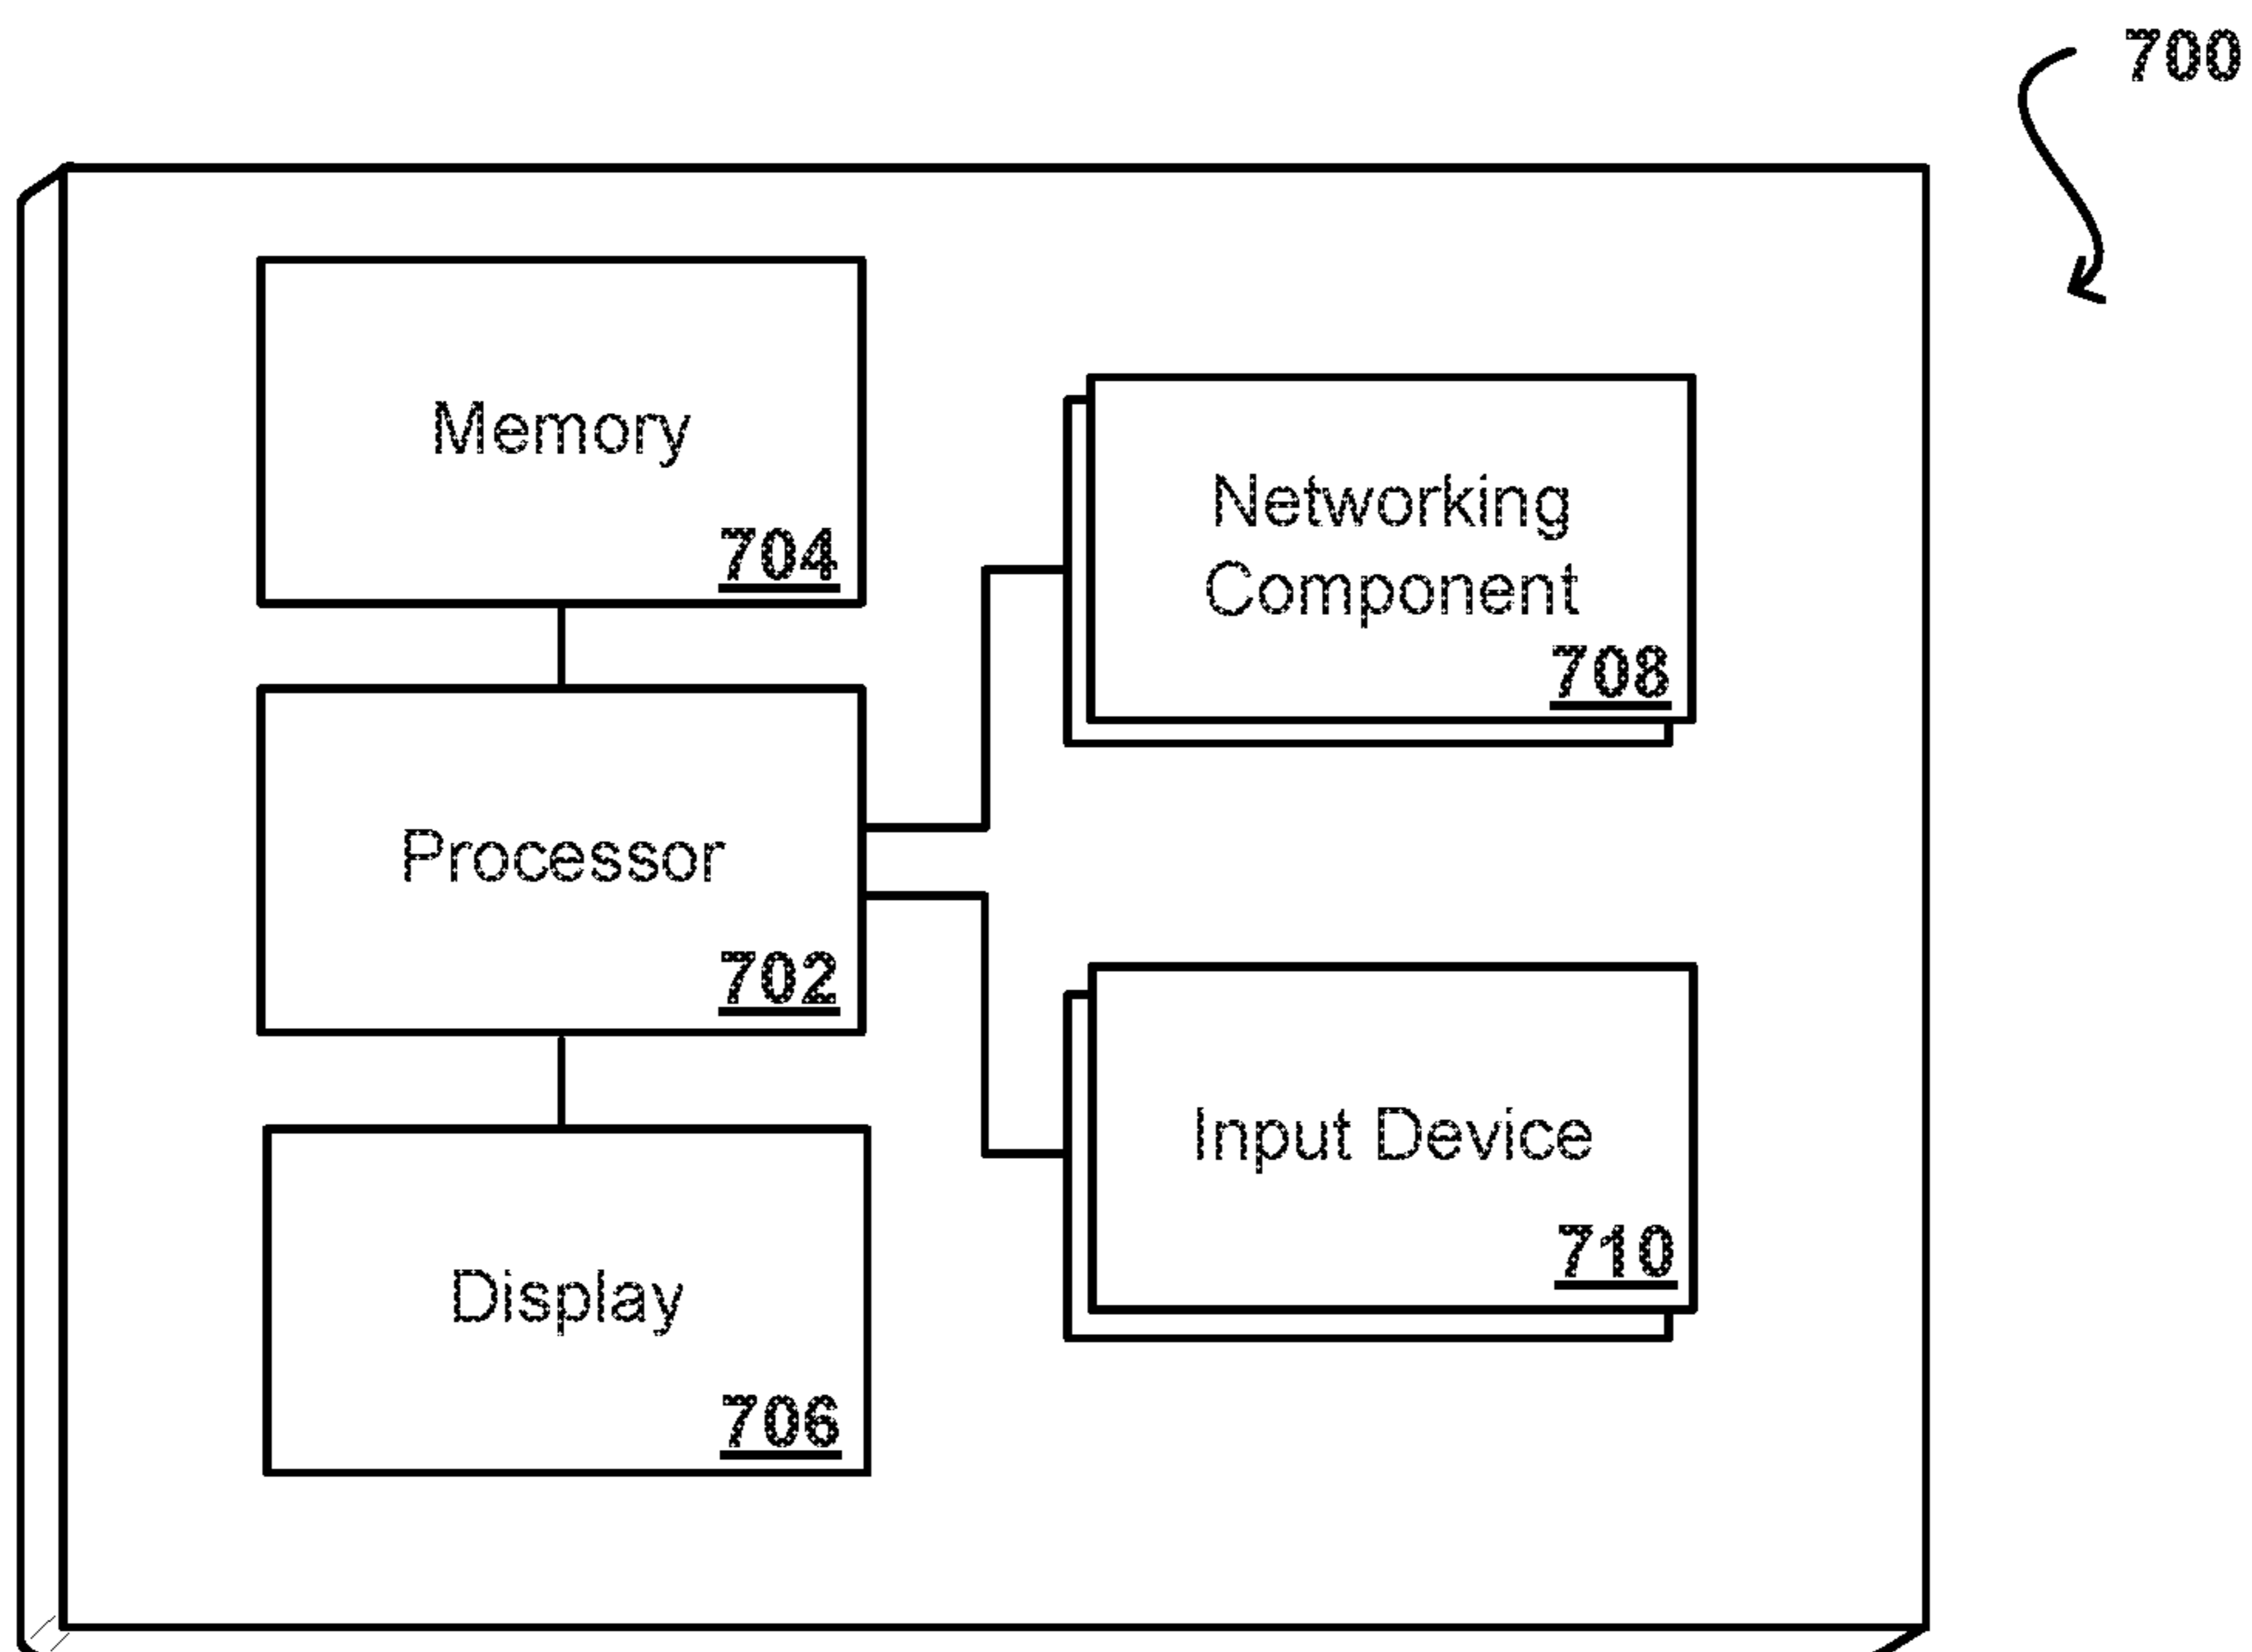 700
Memory
704
Networking
Component
708
Processor
702
Input Device
710
Display
706